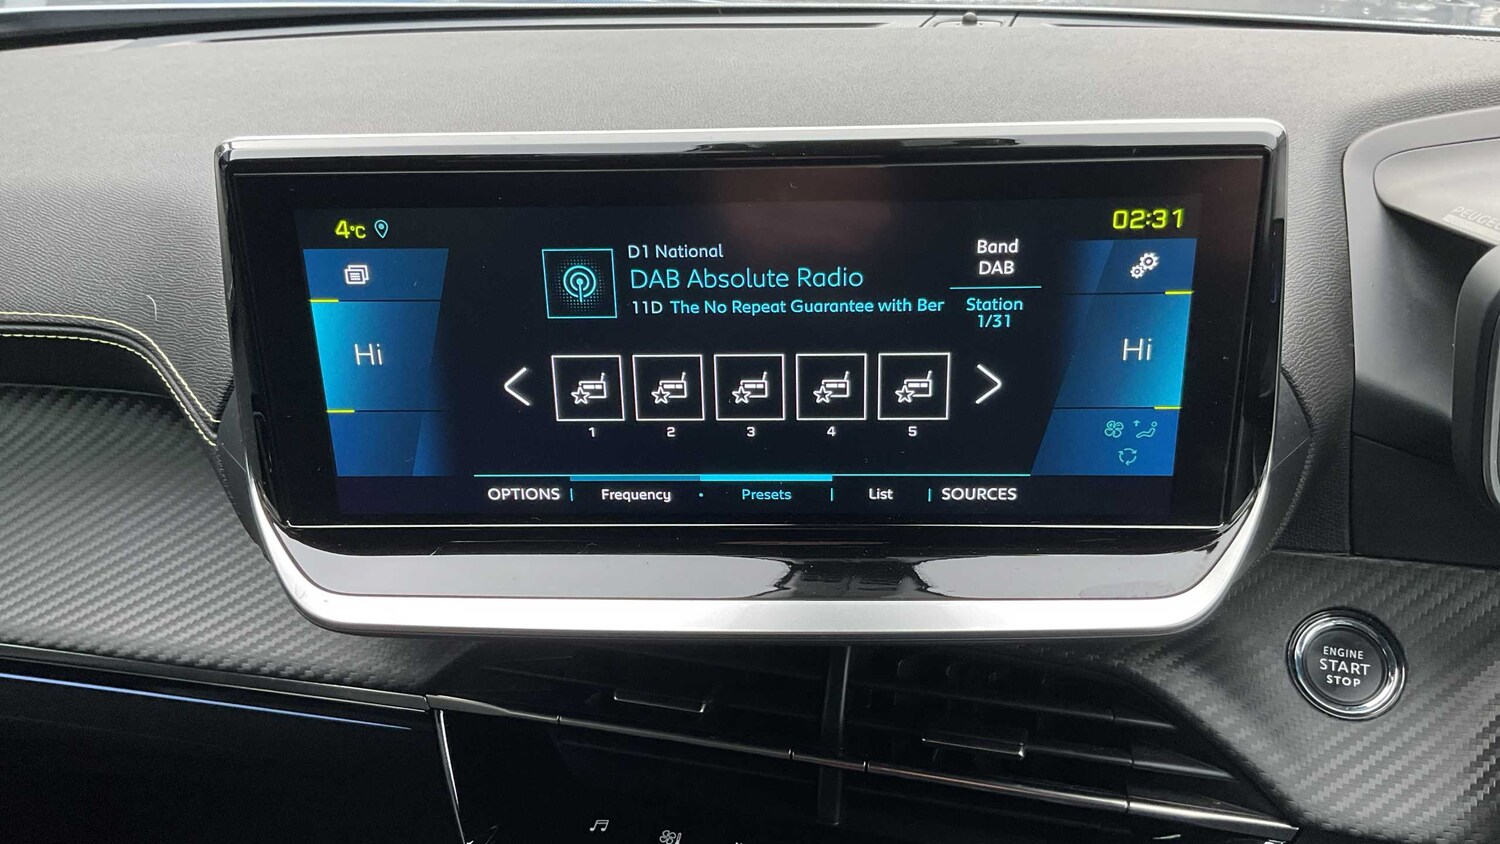 4°C
02:31
D1 National
DAB Absolute Radio
11D The No Repeat Guarantee with Ber
Band
DAB
Station
1/31
Hi
Hi
1
2
3
4
5
OPTIONS | Frequency • Presets | List | SOURCES
ENGINE
START
STOP